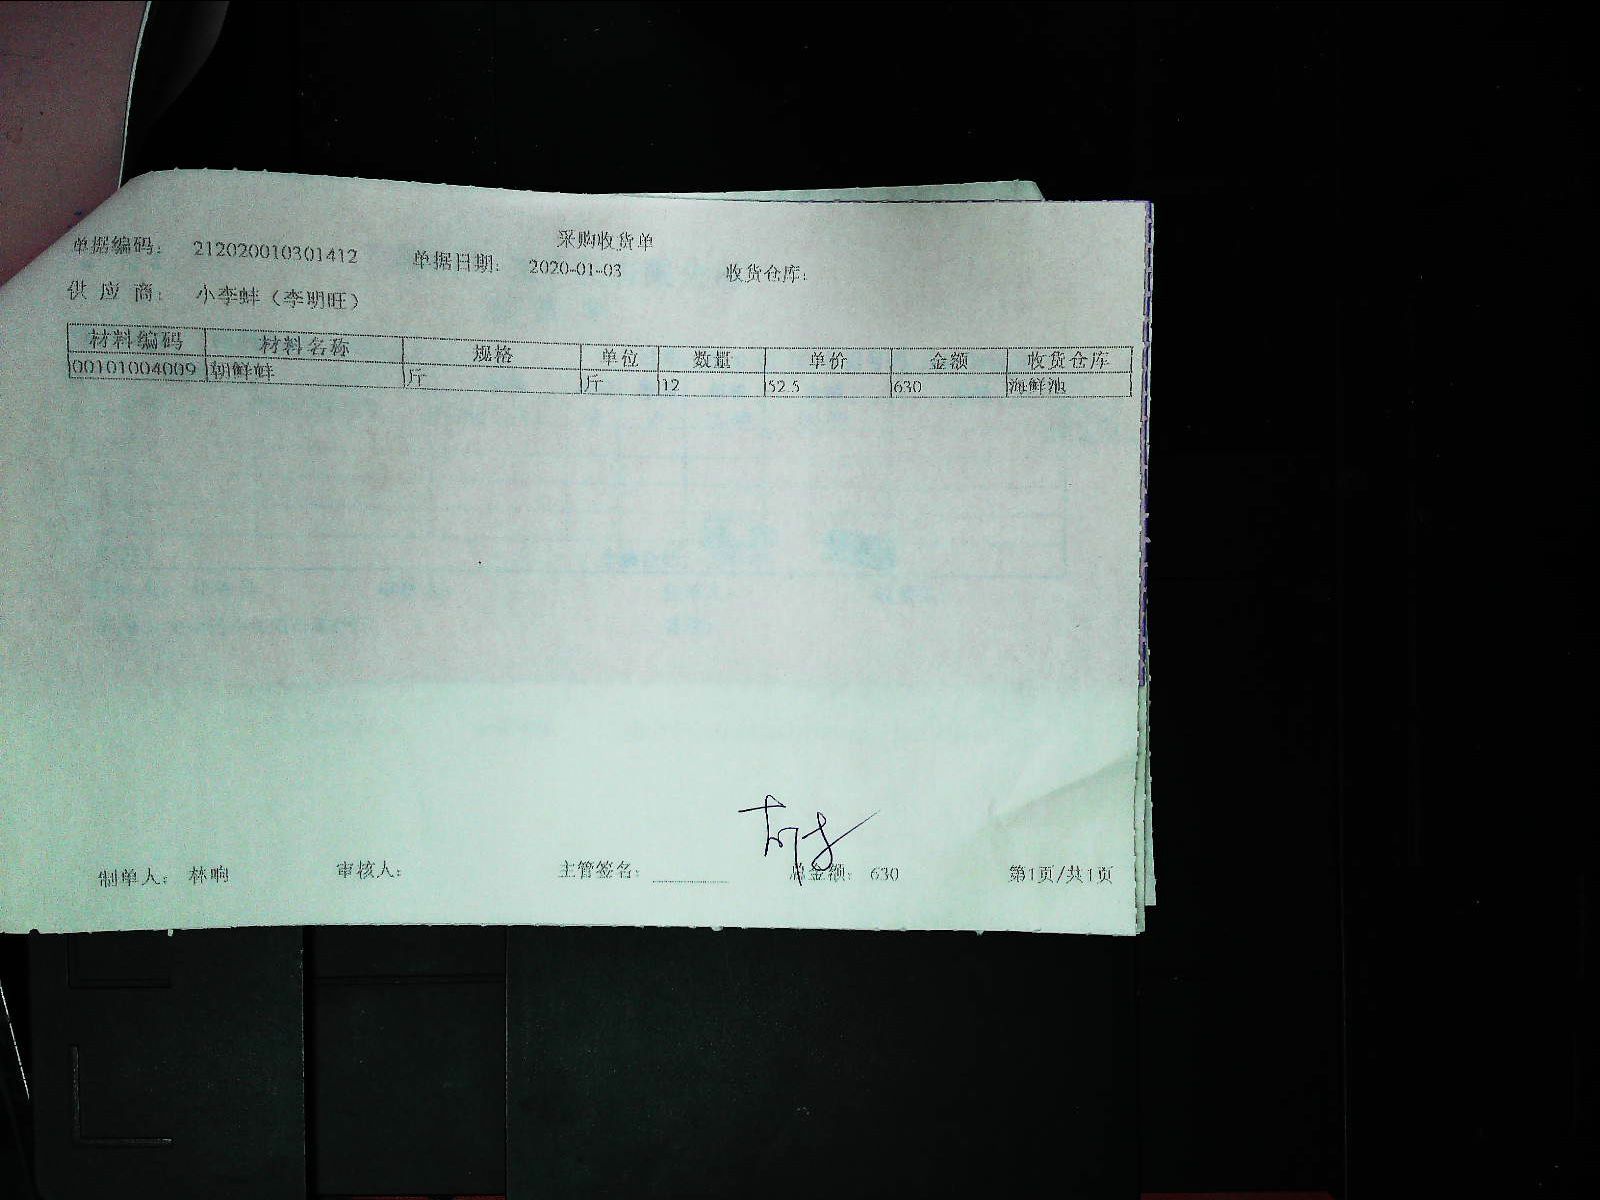 采购收货单
单据编码： 212020010301412 单据日期： 2020-01-03 收货仓库：
供 应 商： 小李蚌（李明旺）
材料编码 材料名称 规格 单位 数量 单价 金额 收货仓库
00101004009 朝鲜蚌 斤 斤 12 52.5 630 海鲜池
制单人： 林晌 审核人： 主管签名： 总金额： 630 第1页/共1页